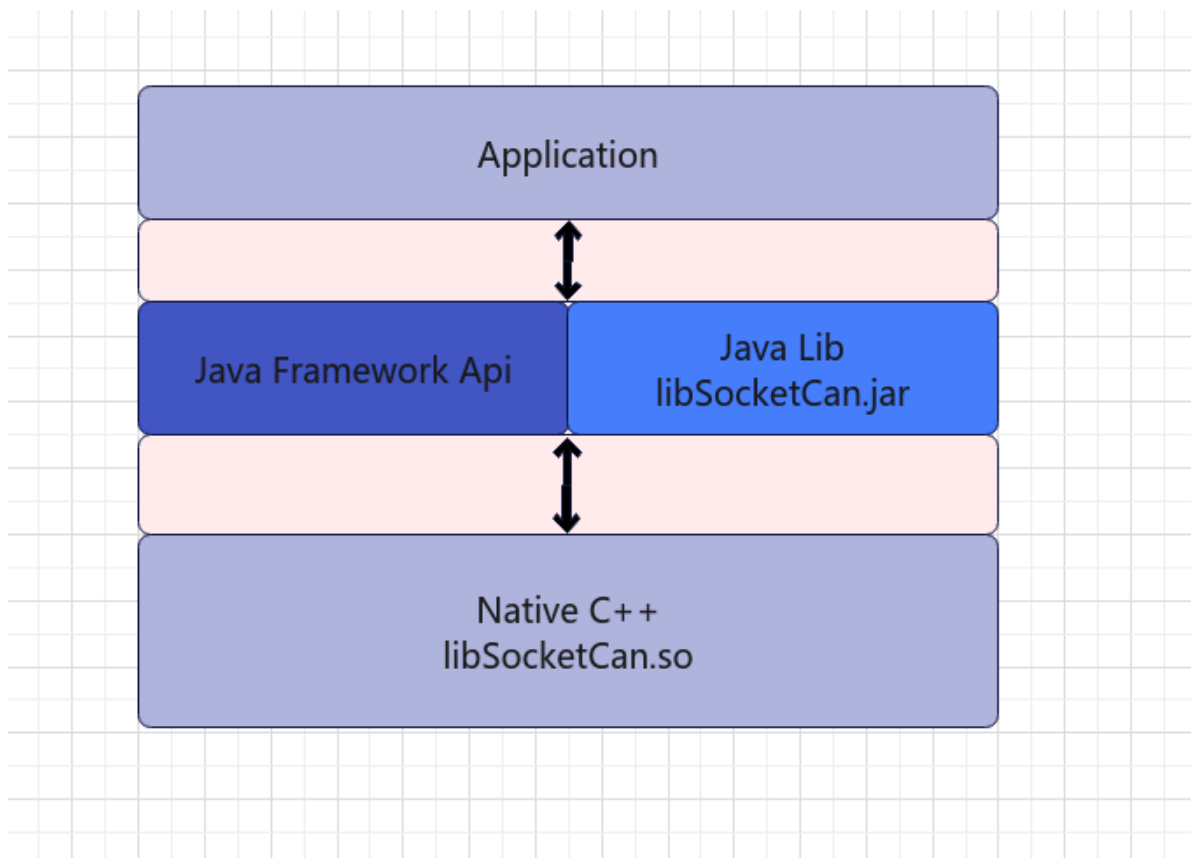 Application
Java Framework Api
Java Lib
libSocketCan.jar
Native C++
libSocketCan.so